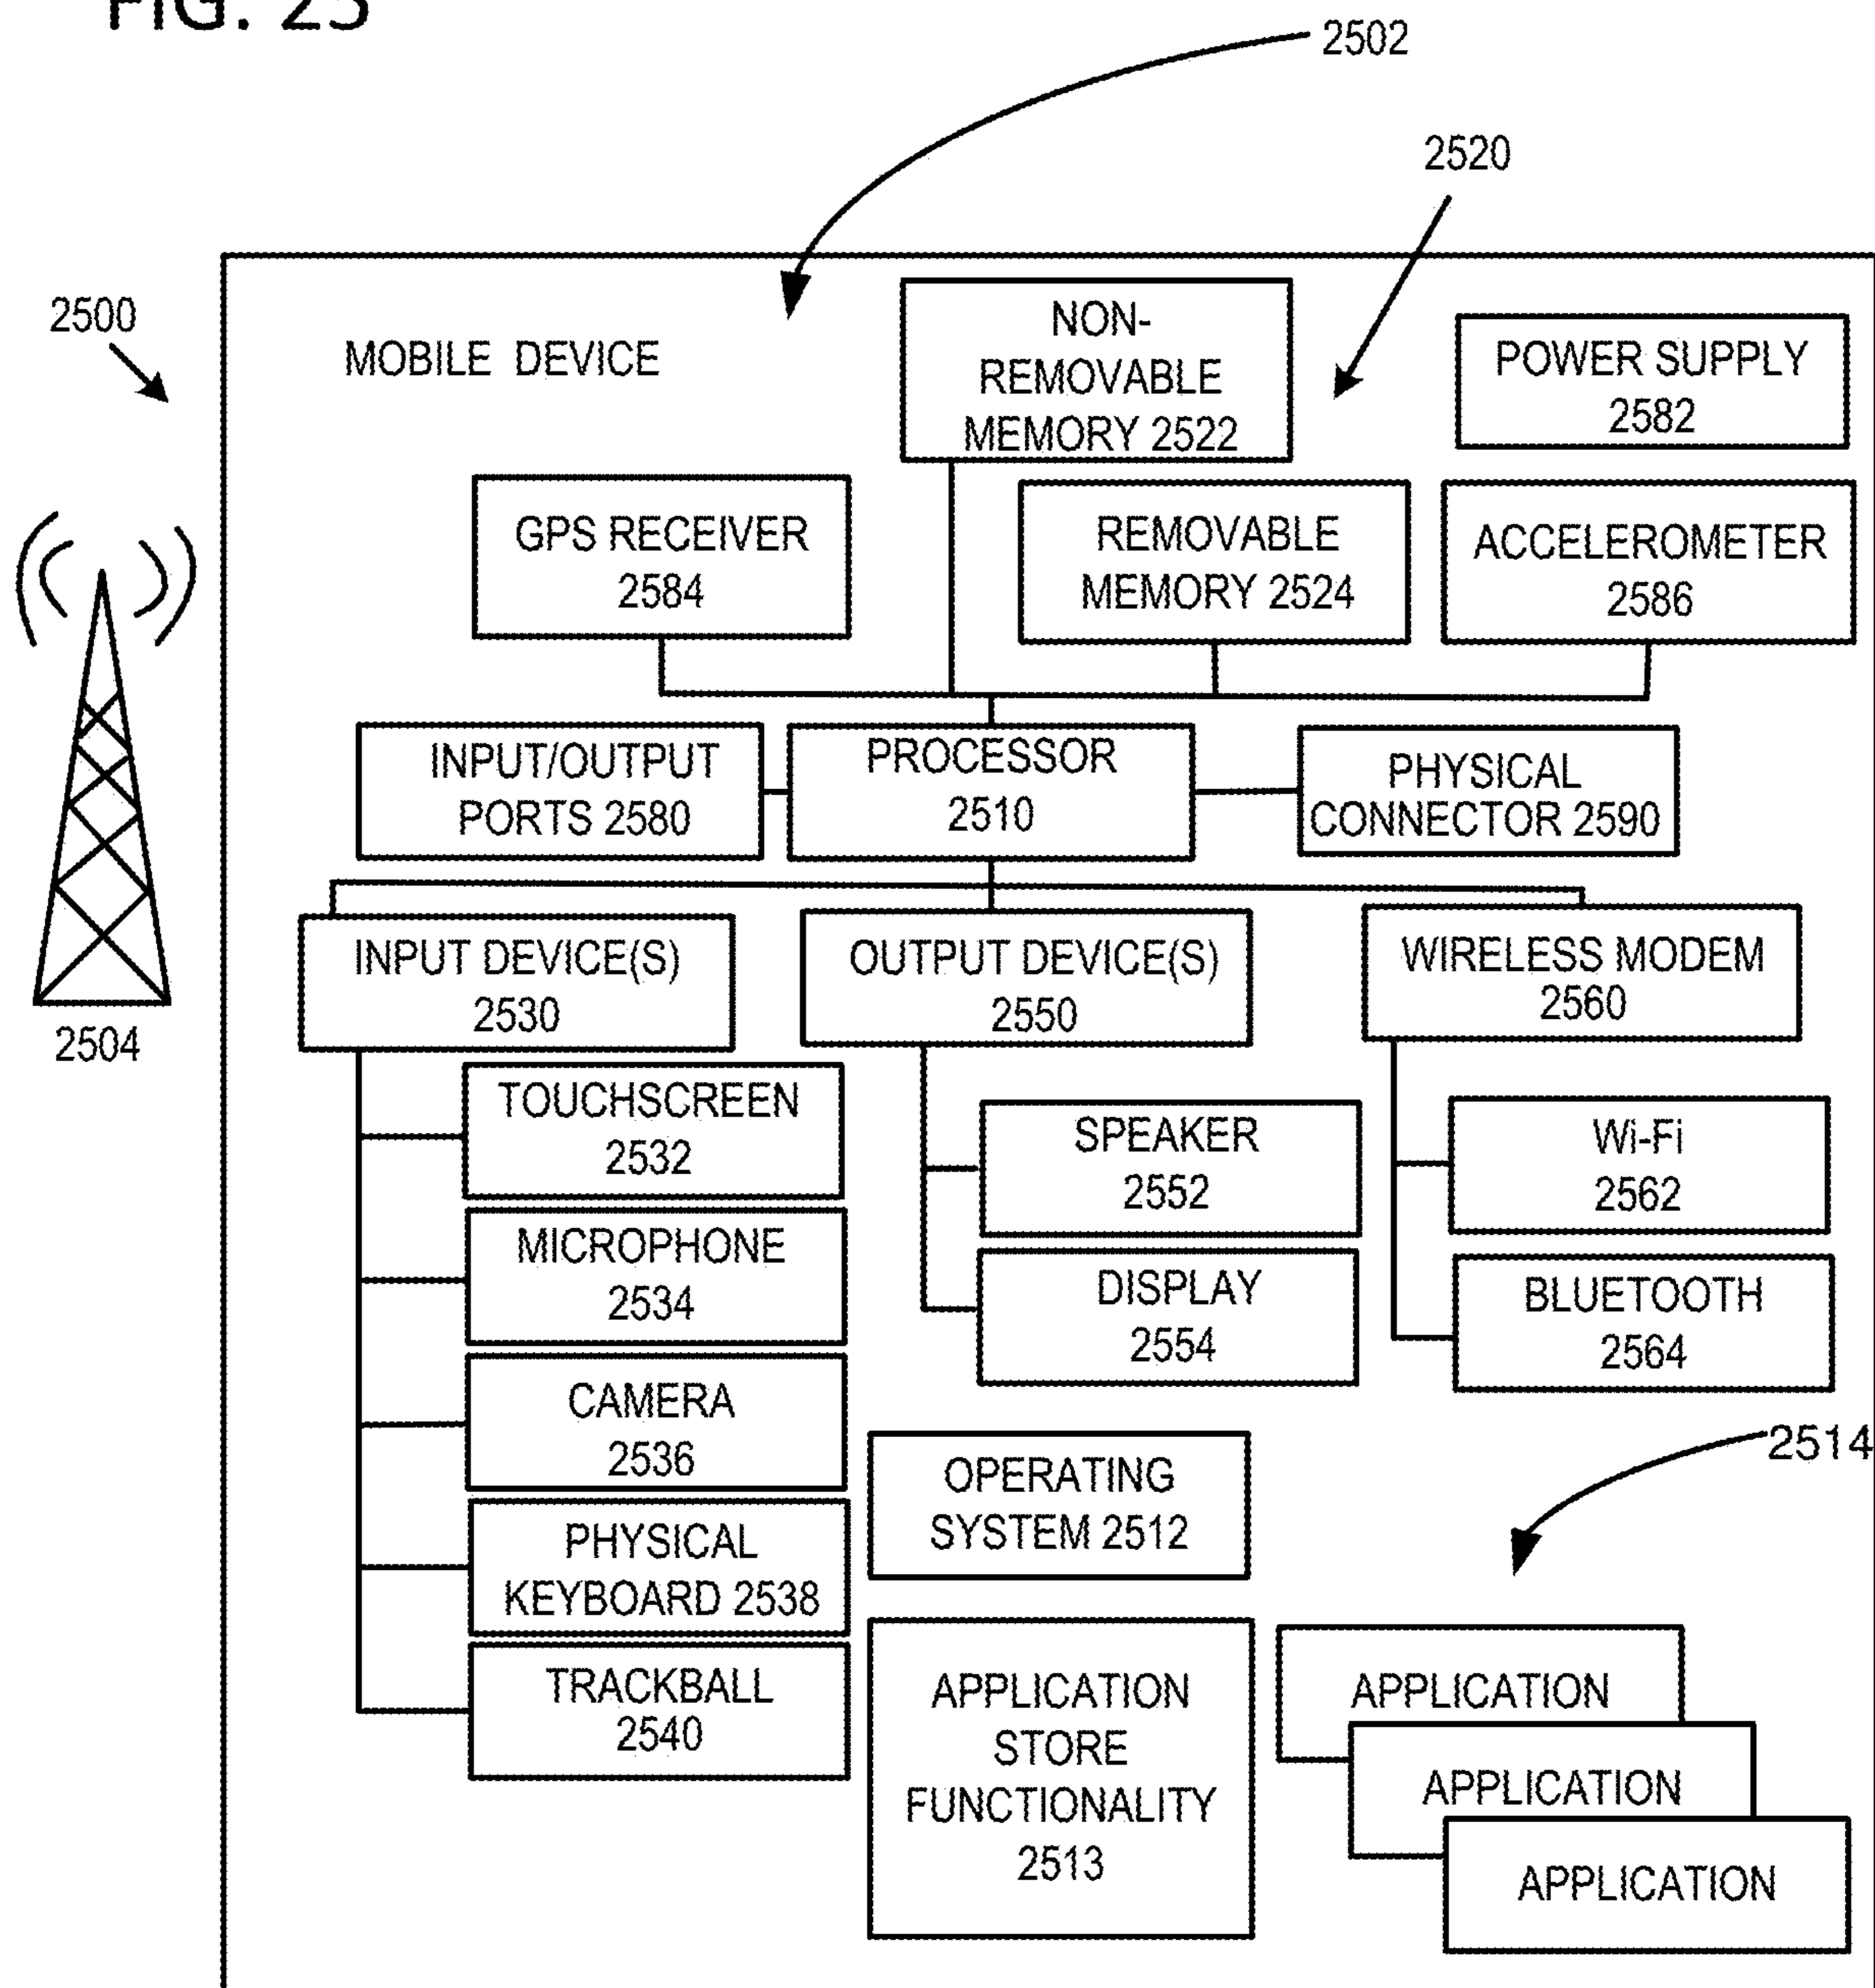 FIG. 25
2502
2520
2500
MOBILE DEVICE
NON-
REMOVABLE
MEMORY 2522
POWER SUPPLY
2582
GPS RECEIVER
2584
REMOVABLE
MEMORY 2524
ACCELEROMETER
2586
INPUT/OUTPUT
PORTS 2580
PROCESSOR
2510
PHYSICAL
CONNECTOR 2590
INPUT DEVICE(S)
2530
OUTPUT DEVICE(S)
2550
WIRELESS MODEM
2560
2504
TOUCHSCREEN
2532
MICROPHONE
2534
CAMERA
2536
PHYSICAL
KEYBOARD 2538
TRACKBALL
2540
SPEAKER
2552
DISPLAY
2554
Wi-Fi
2562
BLUETOOTH
2564
OPERATING
SYSTEM 2512
2514
APPLICATION
STORE
FUNCTIONALITY
2513
APPLICATION
APPLICATION
APPLICATION